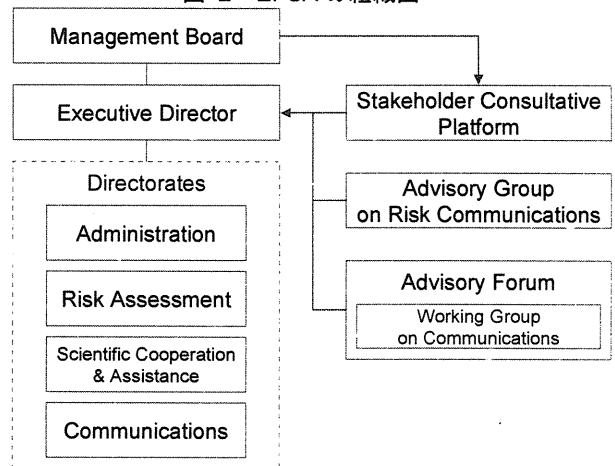 Management Board
Executive Director
Directorates
Administration
Risk Assessment
Scientific Cooperation
& Assistance
Communications
Stakeholder Consultative
Platform
Advisory Group
on Risk Communications
Advisory Forum
Working Group
on Communications